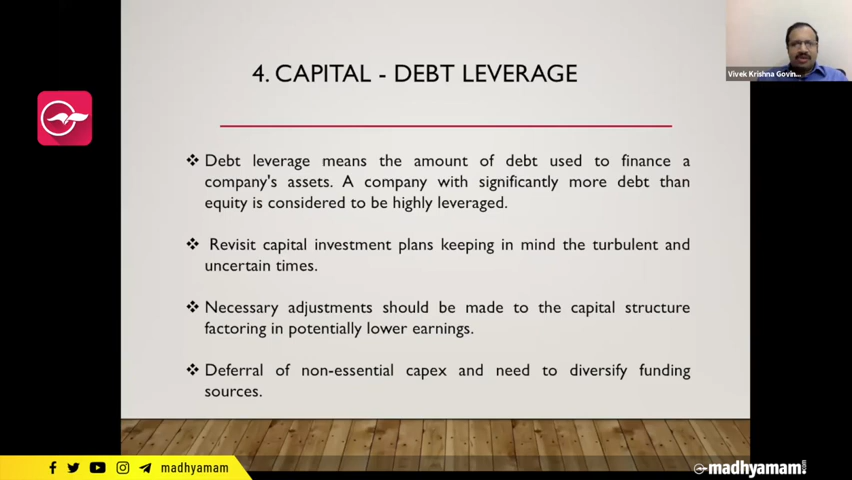 4. CAPITAL - DEBT LEVERAGE
Vivek Krishna Govin...
❖ Debt leverage means the amount of debt used to finance a
company's assets. A company with significantly more debt than
equity is considered to be highly leveraged.
❖ Revisit capital investment plans keeping in mind the turbulent and
uncertain times.
❖ Necessary adjustments should be made to the capital structure
factoring in potentially lower earnings.
❖ Deferral of non-essential capex and need to diversify funding
sources.
madhyamam
madhyamam.com